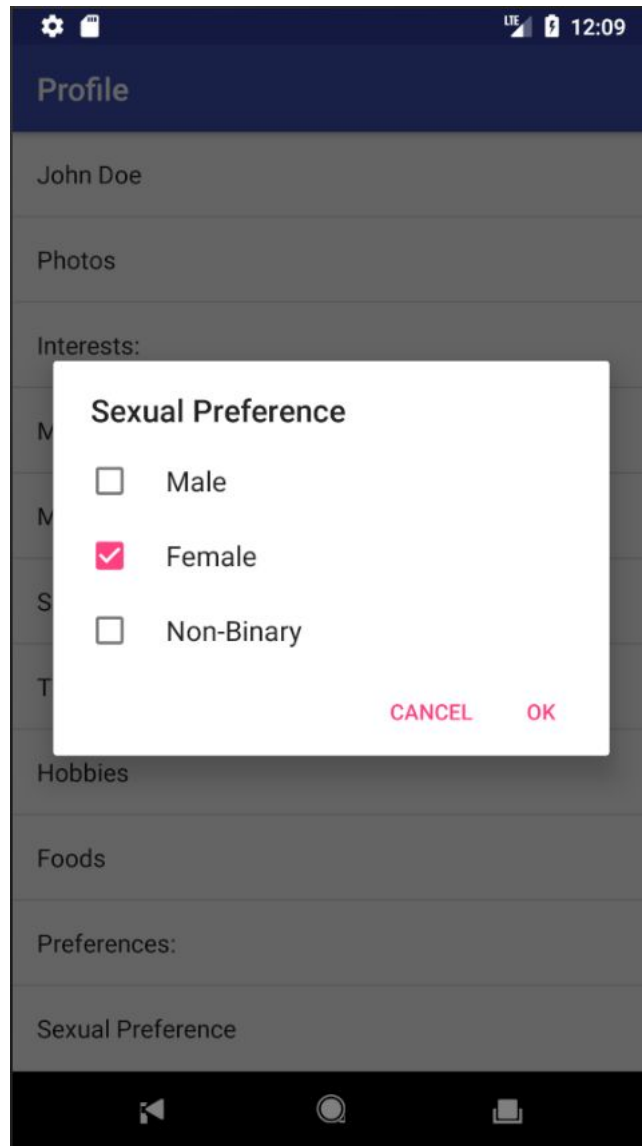 LTE 12:09
Profile
John Doe
Photos
Interests:
M
M
S
T
Sexual Preference
Male
Female
Non-Binary
CANCEL OK
Hobbies
Foods
Preferences:
Sexual Preference